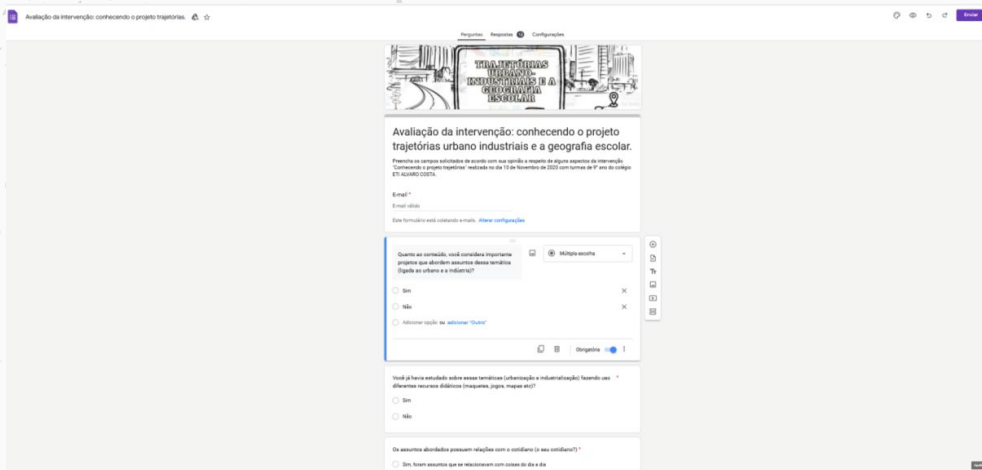 Avaliação da intervenção: conhecendo o projeto trajetórias.
Enviar
Perguntas Respostas Configurações
TRAJETÓRIAS
URBANO-
INDUSTRIAIS E A
GEOGRAFIA
ESCOLAR
Avaliação da intervenção: conhecendo o projeto
trajetórias urbano industriais e a geografia escolar.
Preencha os campos solicitados de acordo com sua opinião a respeito de alguns aspectos da intervenção
"Conhecendo o projeto trajetórias" realizada no dia 10 de Novembro de 2023 com turmas de 9º ano do colégio
ETI ALVARO COSTA.
E-mail *
E-mail válido
Este formulário está coletando e-mails. Alterar configurações
Quanto ao conteúdo, você considera importante
projetos que abordem assuntos dessa temática
(ligada ao urbano e a indústria)?
Múltipla escolha
Sim
Não
Adicionar opção ou adicionar "Outro"
Obrigatória
Você já havia estudado sobre essas temáticas (urbanização e industrialização) fazendo uso *
diferentes recursos didáticos (maquetes, jogos, mapas etc)?
Sim
Não
Os assuntos abordados possuem relações com o cotidiano (o seu cotidiano?) *
Sim, foram assuntos que se relacionavam com coisas do dia a dia